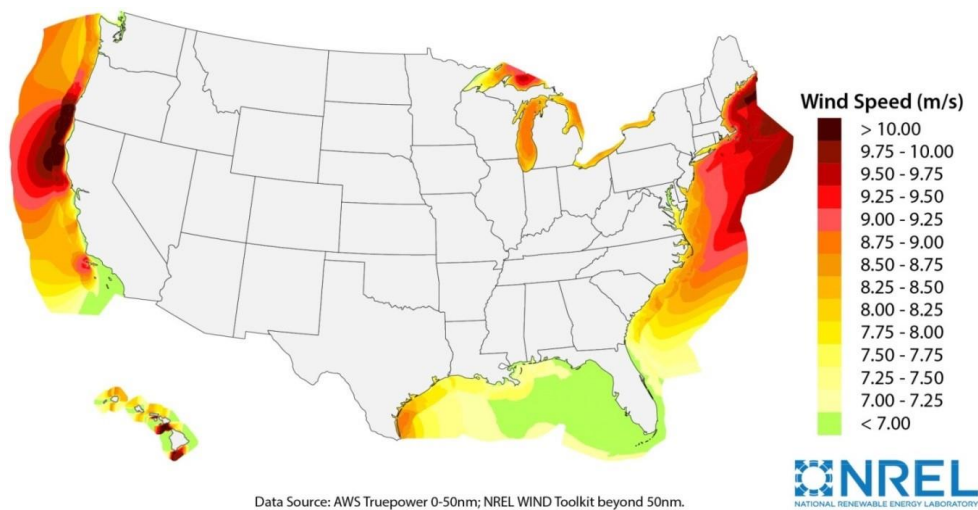 Wind Speed (m/s)
> 10.00
9.75 - 10.00
9.50 - 9.75
9.25 - 9.50
9.00 - 9.25
8.75 - 9.00
8.50 - 8.75
8.25 - 8.50
8.00 - 8.25
7.75 - 8.00
7.50 - 7.75
7.25 - 7.50
7.00 - 7.25
< 7.00
NREL
NATIONAL RENEWABLE ENERGY LABORATORY
Data Source: AWS Truepower 0-50nm; NREL WIND Toolkit beyond 50nm.